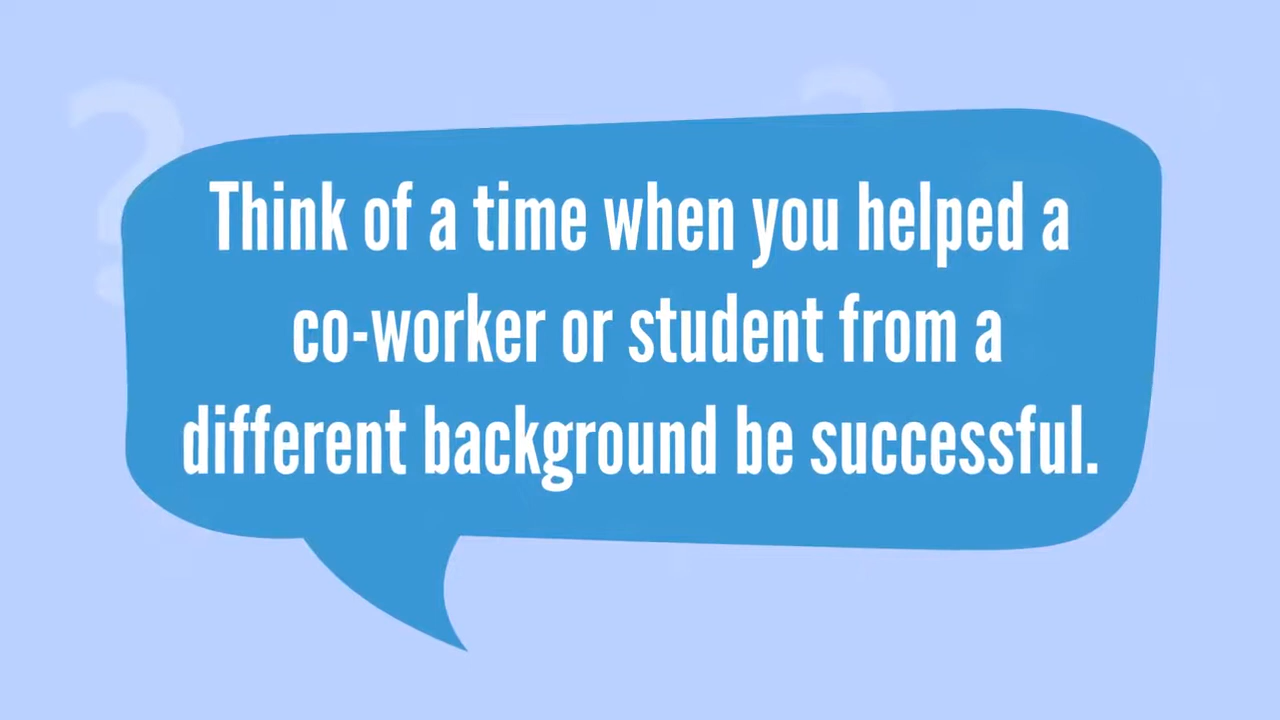 Think of a time when you helped a
co-worker or student from a
different background be successful.